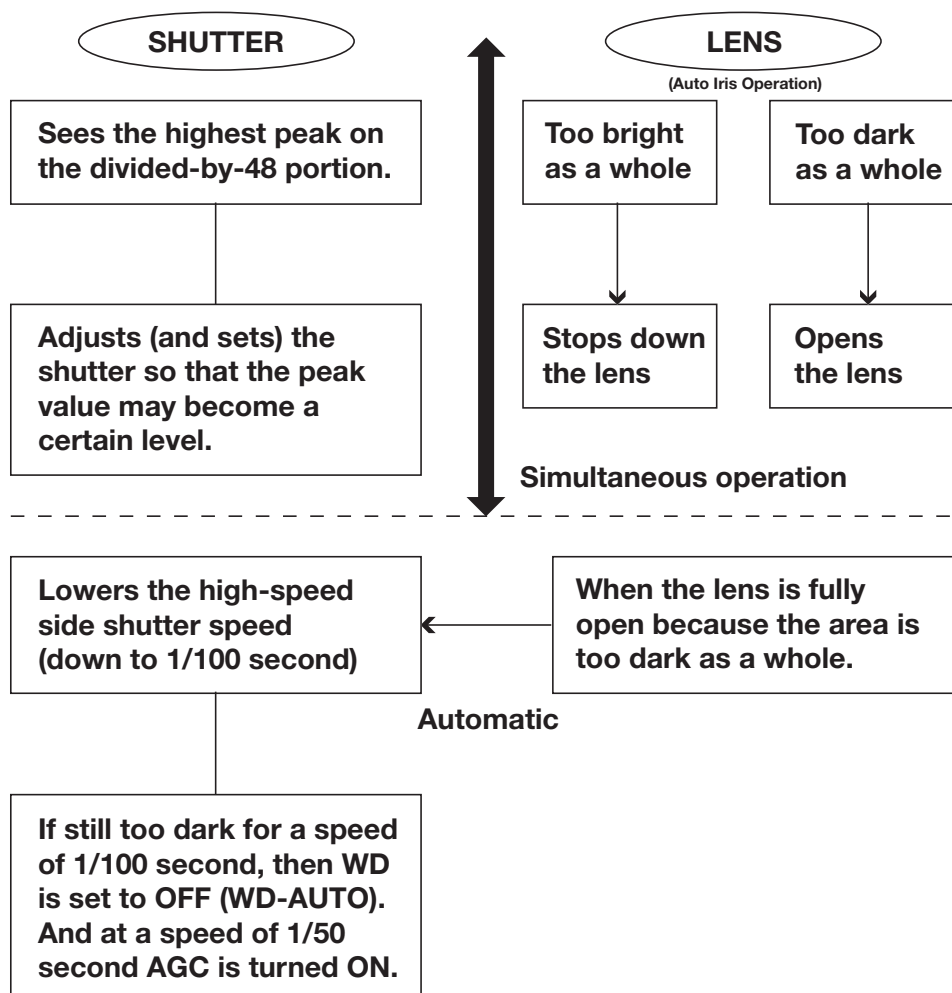 SHUTTER
LENS
(Auto Iris Operation)
Sees the highest peak on
the divided-by-48 portion.
Too bright
as a whole
Too dark
as a whole
Adjusts (and sets) the
shutter so that the peak
value may become a
certain level.
Stops down
the lens
Opens
the lens
Simultaneous operation
Lowers the high-speed
side shutter speed
(down to 1/100 second)
When the lens is fully
open because the area is
too dark as a whole.
Automatic
If still too dark for a speed
of 1/100 second, then WD
is set to OFF (WD-AUTO).
And at a speed of 1/50
second AGC is turned ON.